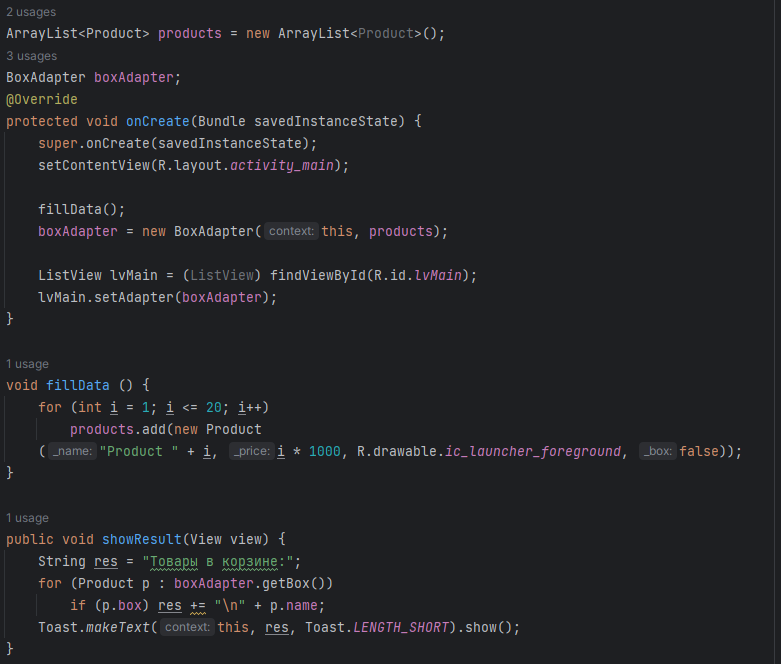 2 usages
ArrayList<Product> products = new ArrayList<Product>();
3 usages
BoxAdapter boxAdapter;
@Override
protected void onCreate(Bundle savedInstanceState) {
    super.onCreate(savedInstanceState);
    setContentView(R.layout.activity_main);

    fillData();
    boxAdapter = new BoxAdapter( context: this, products);

    ListView lvMain = (ListView) findViewById(R.id.lvMain);
    lvMain.setAdapter(boxAdapter);
}

1 usage
void fillData () {
    for (int i = 1; i <= 20; i++)
        products.add(new Product
    ( _name: "Product " + i, _price: i * 1000, R.drawable.ic_launcher_foreground, _box: false));
}

1 usage
public void showResult(View view) {
    String res = "Товары в корзине:";
    for (Product p : boxAdapter.getBox())
        if (p.box) res += "\n" + p.name;
    Toast.makeText( context: this, res, Toast.LENGTH_SHORT).show();
}